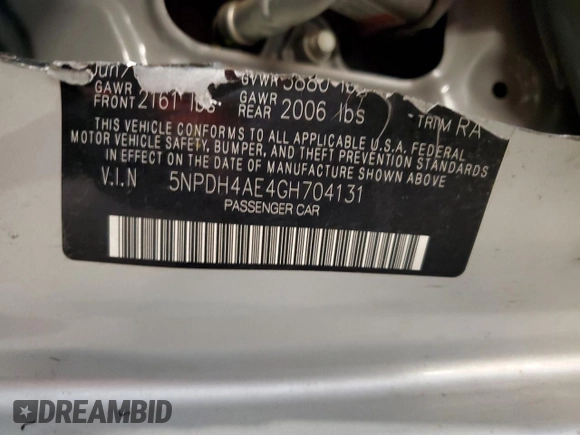 GAWR GVWR 3880
FRONT 2161 lbs. GAWR REAR 2006 lbs TRIM RA
THIS VEHICLE CONFORMS TO ALL APPLICABLE U.S.A. FEDERAL
MOTOR VEHICLE SAFETY, BUMPER, AND THEFT PREVENTION STANDARDS
IN EFFECT ON THE DATE OF MANUFACTURE SHOWN ABOVE
V.I.N 5NPDH4AE4GH704131
PASSENGER CAR
DREAMBID